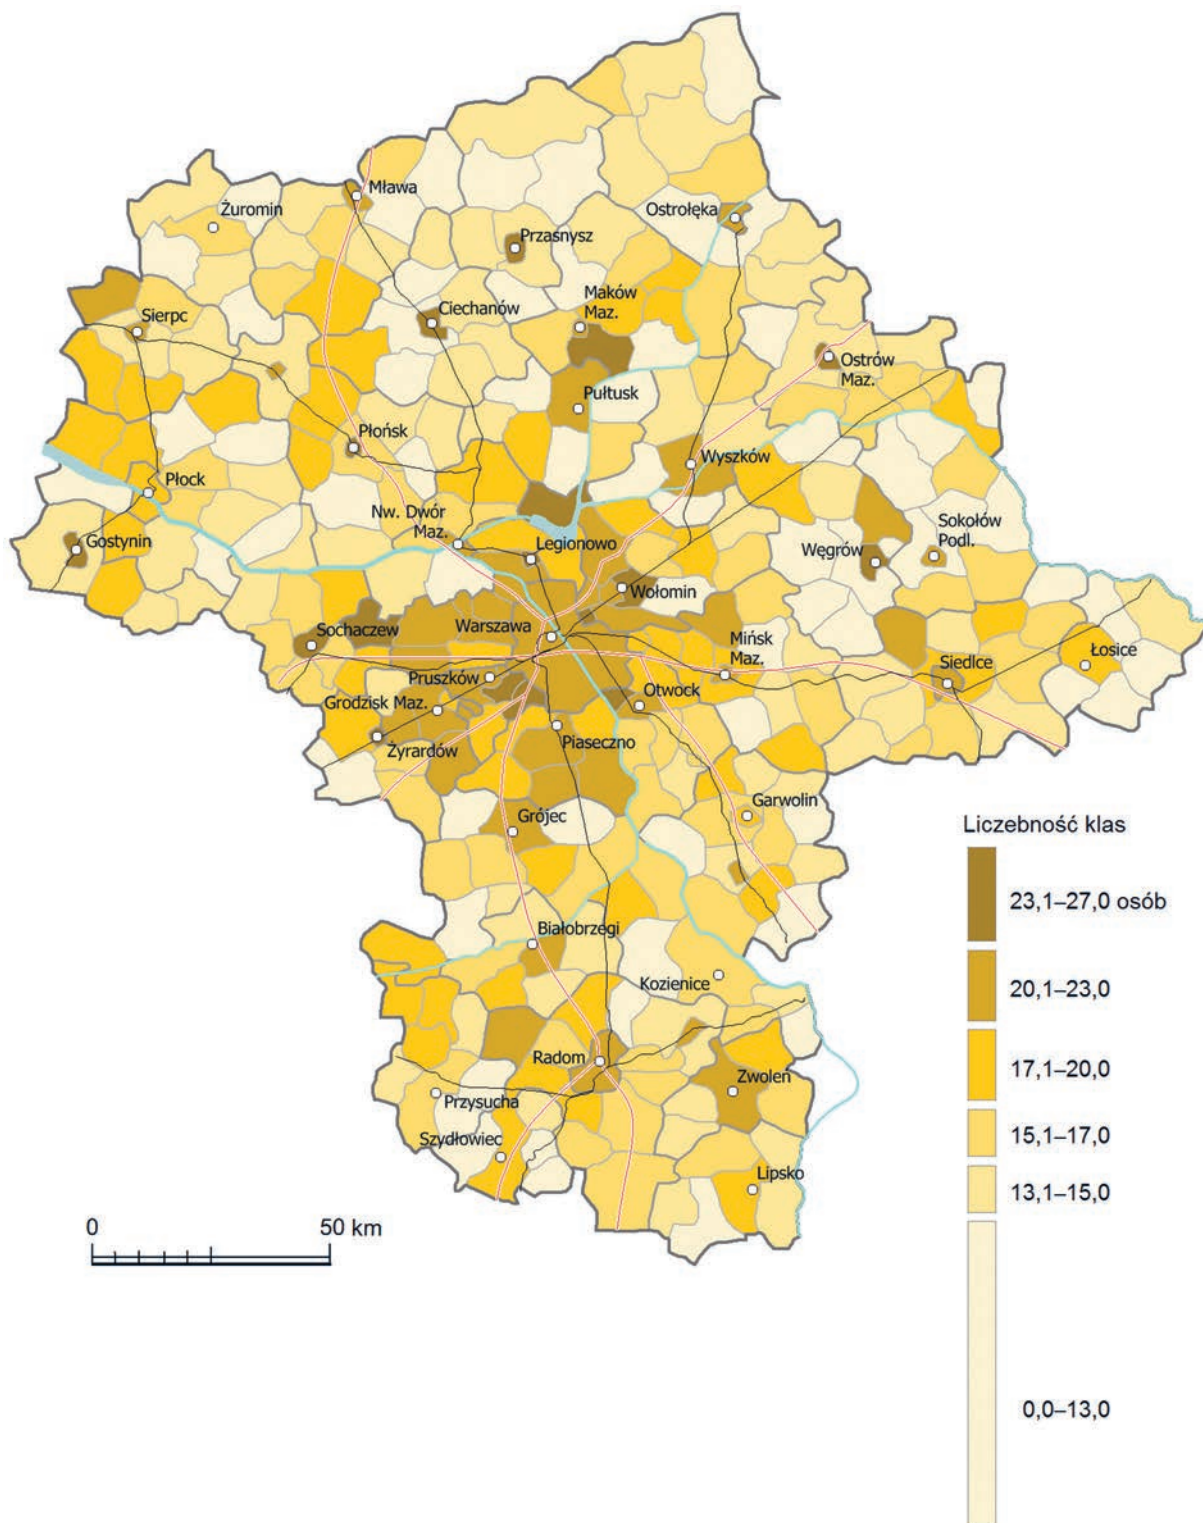 Mława
Żuromin
Ostrołęka
Przasnysz
Sierpc
Ciechanów
Maków
Maz.
Ostrów
Maz.
Pułtusk
Płońsk
Wyszków
Płock
Nw. Dwór
Maz.
Sokołów
Podl.
Gostynin
Legionowo
Węgrów
Wołomin
Sochaczew
Warszawa
Mińsk
Maz.
Łosice
Siedlce
Pruszków
Otwock
Grodzisk Maz.
Żyrardów
Piaseczno
Garwolin
Grójec
Liczebność klas
23,1–27,0 osób
Białobrzegi
Kozienice
20,1–23,0
Radom
17,1–20,0
Zwoleń
Przysucha
15,1–17,0
Szydłowiec
Lipsko
13,1–15,0
0 50 km
0,0–13,0